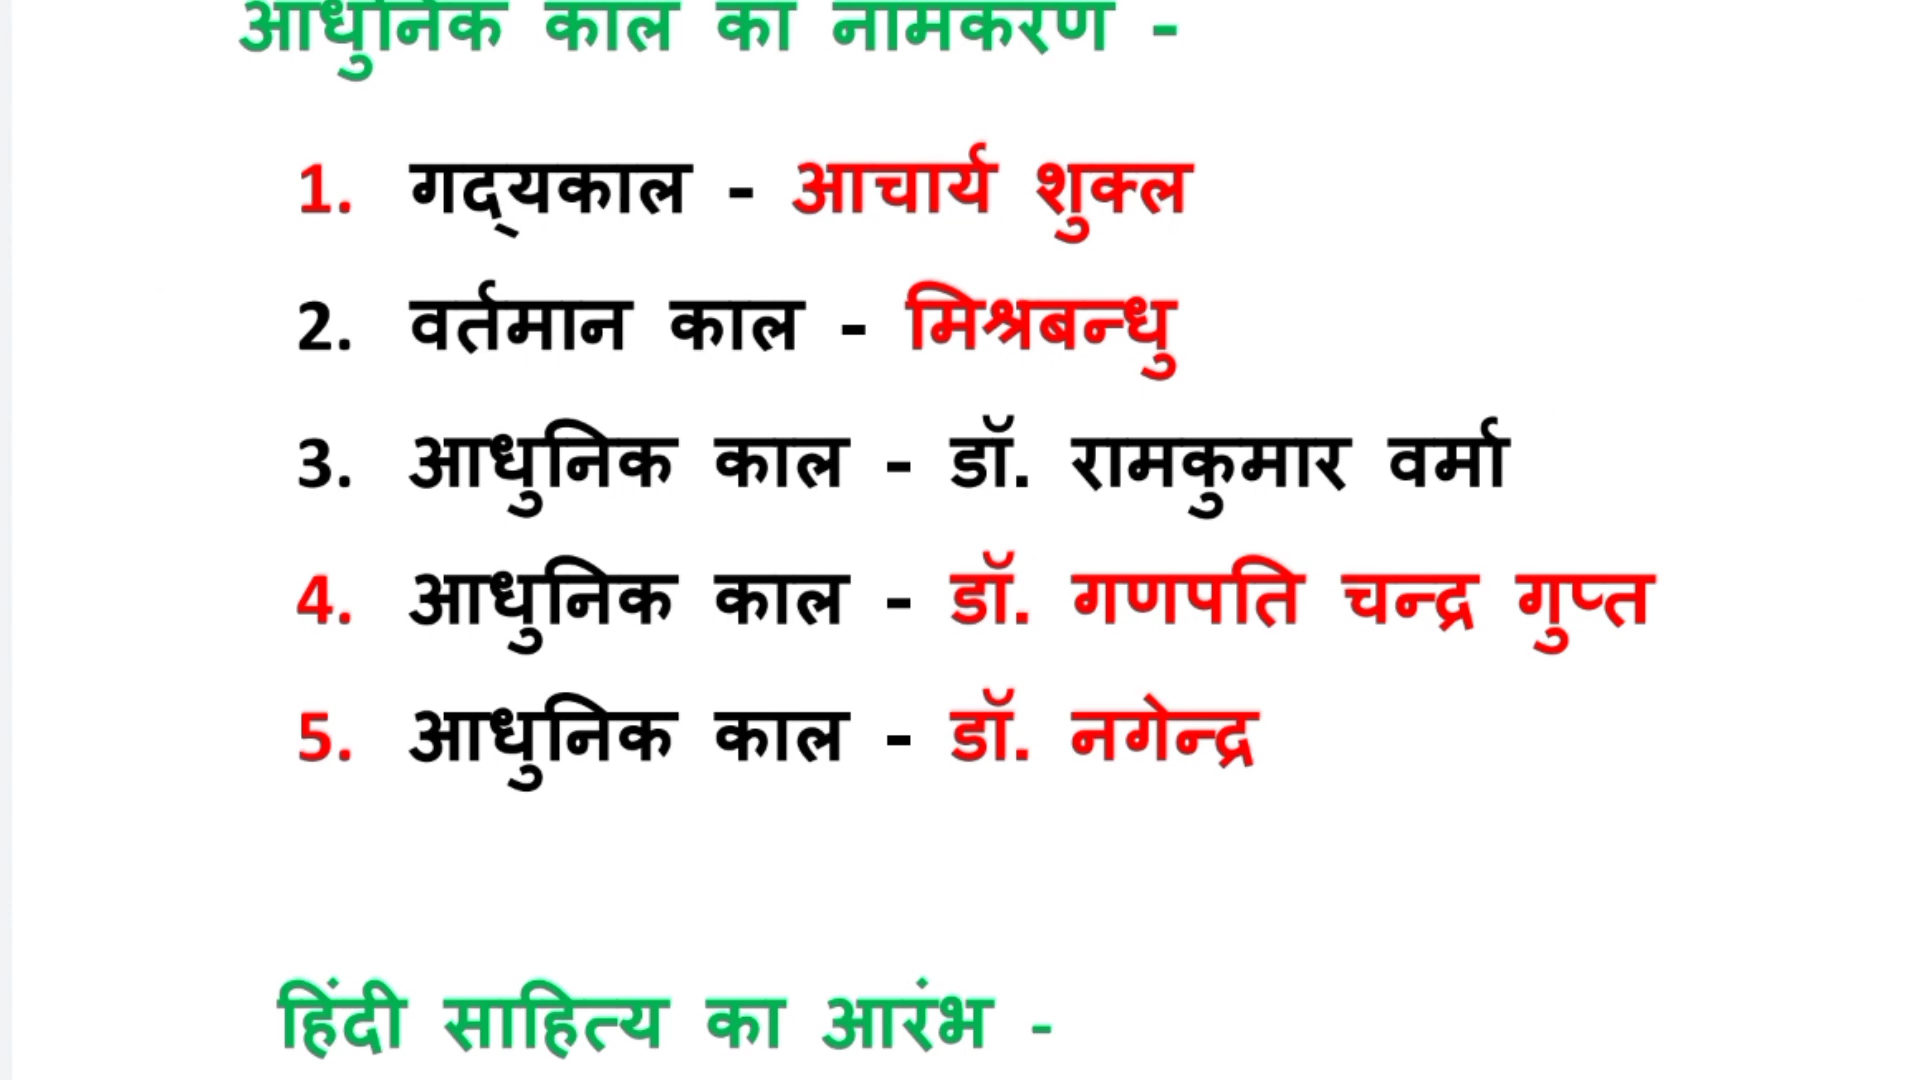 आधुनिक काल का नामकरण -
1. गद्यकाल - आचार्य शुक्ल
2. वर्तमान काल - मिश्रबन्धु
3. आधुनिक काल - डॉ. रामकुमार वर्मा
4. आधुनिक काल - डॉ. गणपति चन्द्र गुप्त
5. आधुनिक काल - डॉ. नगेन्द्र
हिंदी साहित्य का आरंभ -